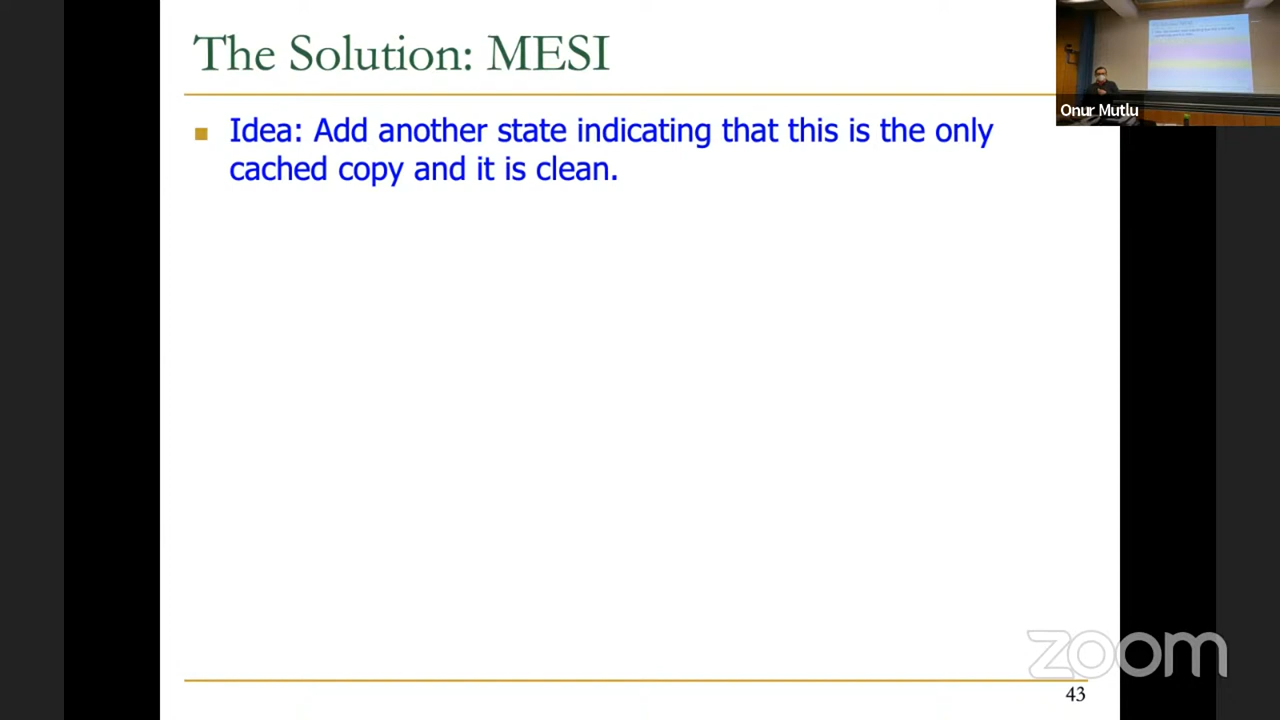 The Solution: MESI
Idea: Add another state indicating that this is the only
cached copy and it is clean.
Onur Mutlu
zoom
43